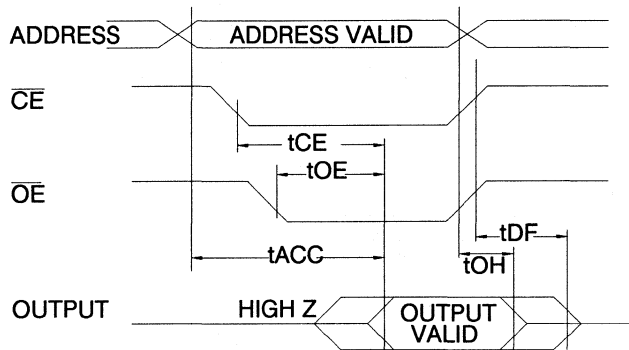 ADDRESS
ADDRESS VALID
CE
tCE
tOE
OE
tDF
tACC
tOH
OUTPUT
HIGH Z
OUTPUT
VALID